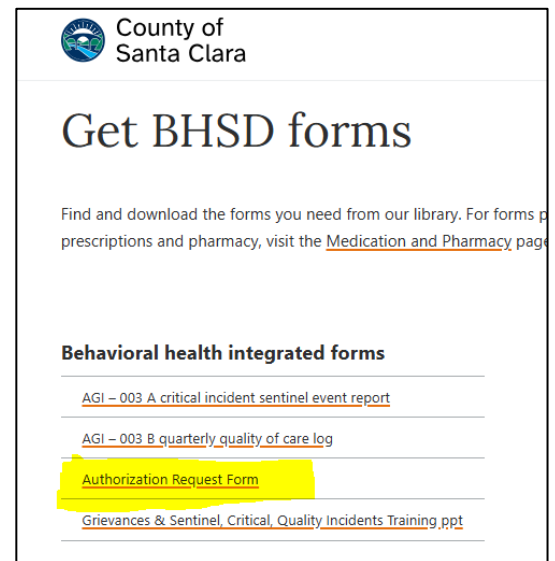 County of
Santa Clara
Get BHSD forms
Find and download the forms you need from our library. For forms p
prescriptions and pharmacy, visit the Medication and Pharmacy page
Behavioral health integrated forms
AGI – 003 A critical incident sentinel event report
AGI – 003 B quarterly quality of care log
Authorization Request Form
Grievances & Sentinel, Critical, Quality Incidents Training ppt